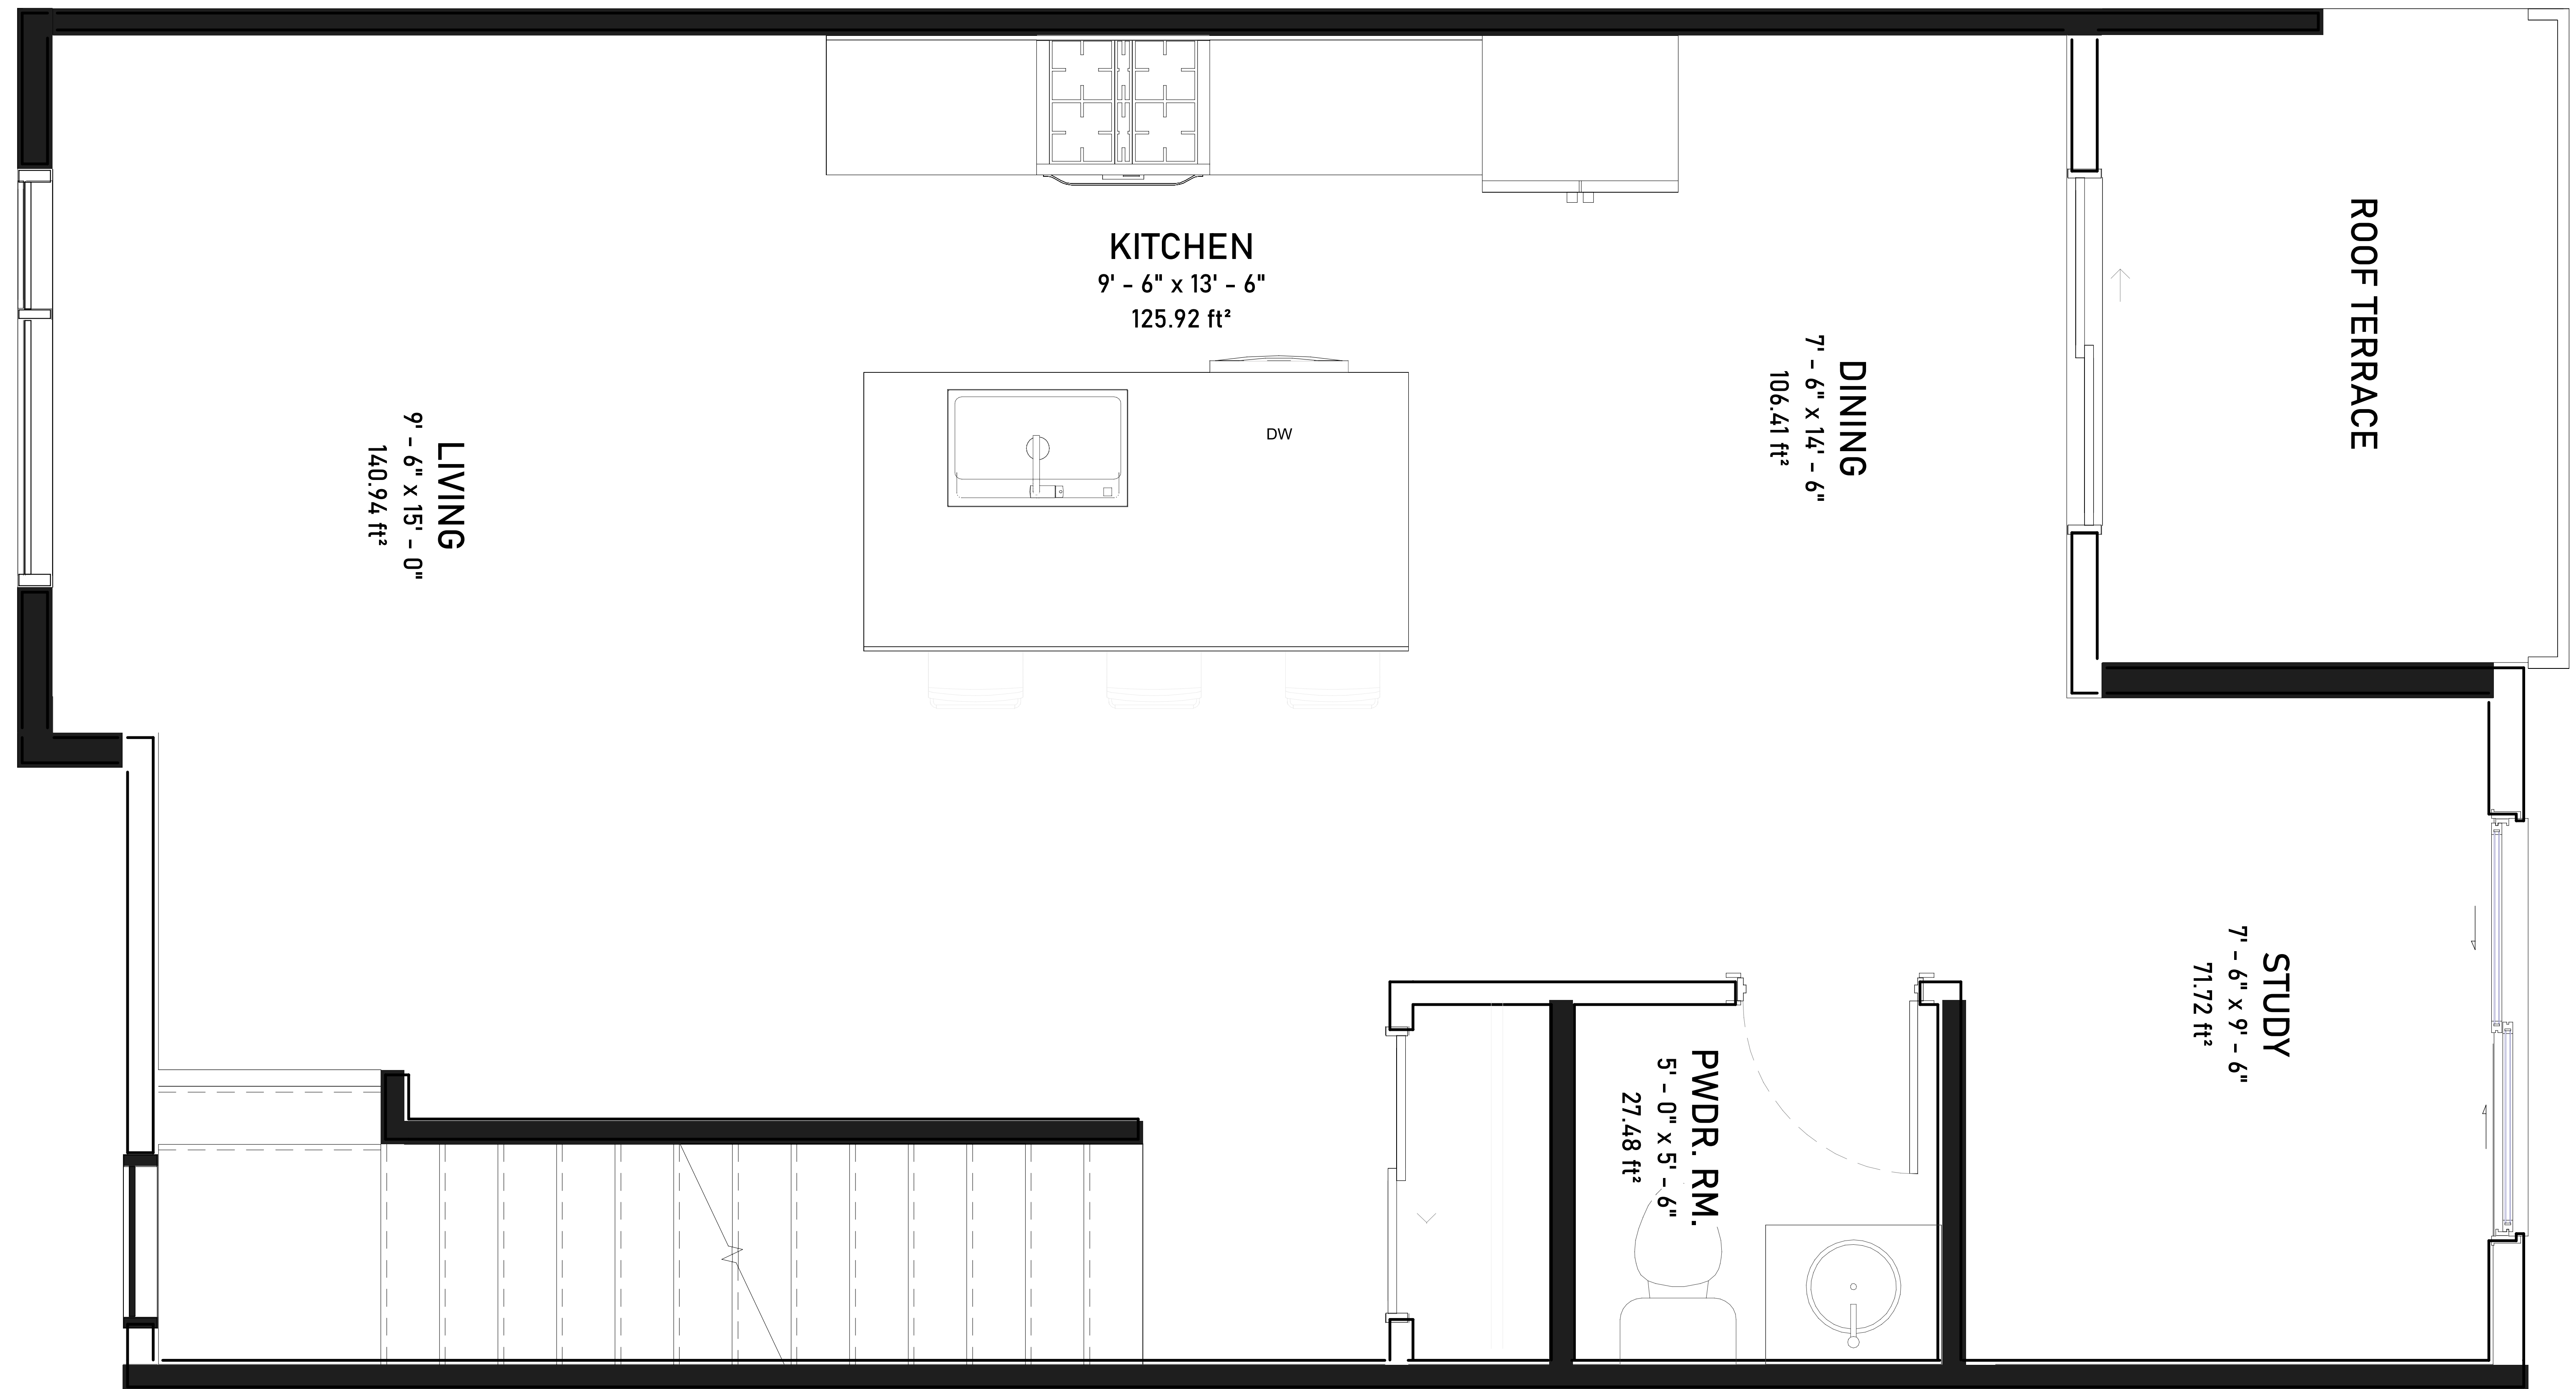 KITCHEN
9' - 6" x 13' - 6"
125.92 ft²
LIVING
9' - 6" x 15' - 0"
140.94 ft²
DW
DINING
7' - 6" x 14' - 6"
106.41 ft²
ROOF TERRACE
STUDY
7' - 6" x 9' - 6"
71.72 ft²
PWDR. RM.
5' - 0" x 5' - 6"
27.48 ft²